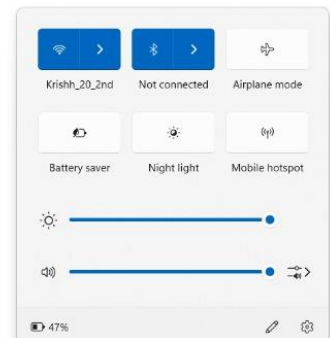 Krishh_20_2nd Not connected Airplane mode
Battery saver Night light Mobile hotspot
47%